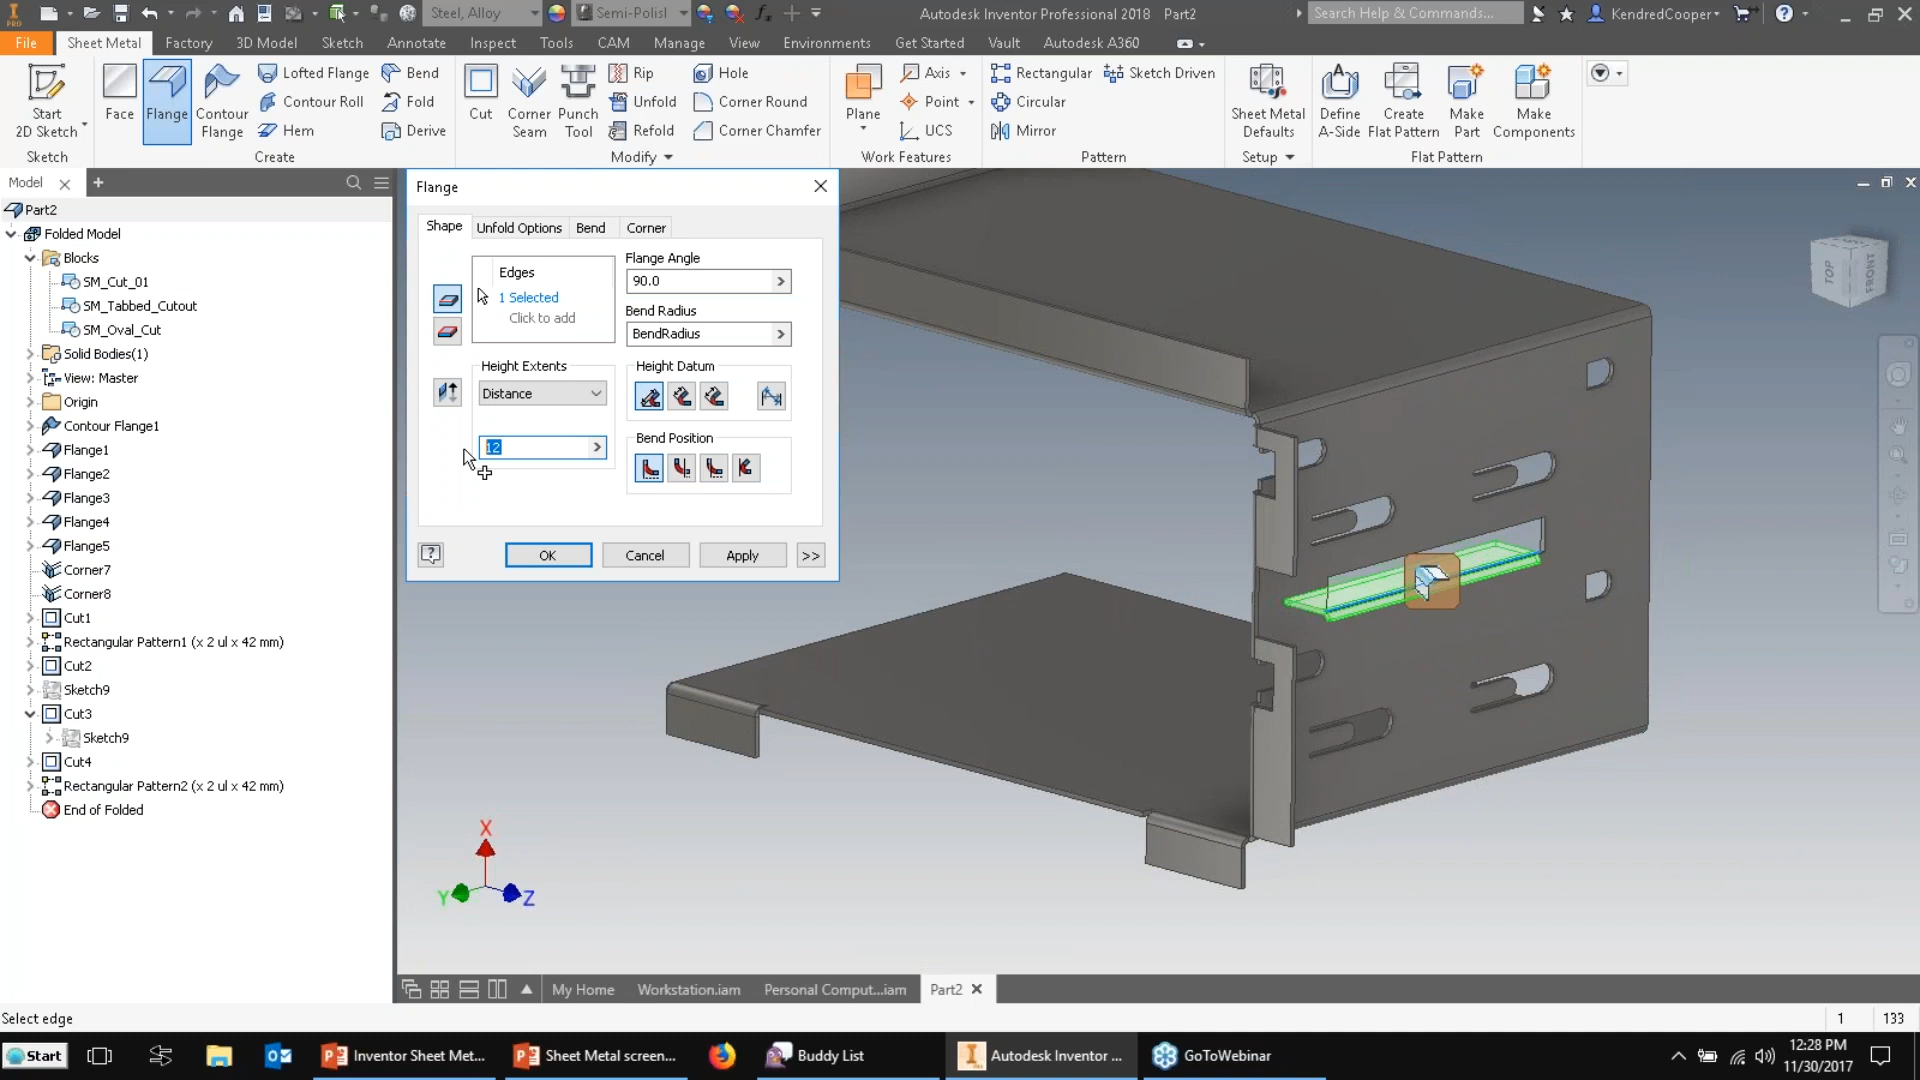 PRO
Steel, Alloy
Semi-Polisl
Autodesk Inventor Professional 2018 Part2
Search Help & Commands...
KendredCooper
File
Sheet Metal
Factory
3D Model
Sketch
Annotate
Inspect
Tools
CAM
Manage
View
Environments
Get Started
Vault
Autodesk A360
Start
2D Sketch
Face
Flange
Contour
Flange
Lofted Flange
Contour Roll
Hem
Bend
Fold
Derive
Cut
Corner
Seam
Punch
Tool
Rip
Unfold
Refold
Hole
Corner Round
Corner Chamfer
Plane
Axis
Point
UCS
Rectangular
Sketch Driven
Circular
Mirror
Sheet Metal
Defaults
Define
A-Side
Create
Flat Pattern
Make
Part
Make
Components
Sketch
Create
Modify
Work Features
Pattern
Setup
Flat Pattern
Model
Part2
Folded Model
Blocks
SM_Cut_01
SM_Tabbed_Cutout
SM_Oval_Cut
Solid Bodies(1)
View: Master
Origin
Contour Flange1
Flange1
Flange2
Flange3
Flange4
Flange5
Corner7
Corner8
Cut1
Rectangular Pattern1 (x 2 ul x 42 mm)
Cut2
Sketch9
Cut3
Sketch9
Cut4
Rectangular Pattern2 (x 2 ul x 42 mm)
End of Folded
Flange
Shape
Unfold Options
Bend
Corner
Edges
1 Selected
Click to add
Flange Angle
90.0
Bend Radius
BendRadius
Height Extents
Distance
12
Height Datum
Bend Position
OK
Cancel
Apply
>>
TOP
FRONT
X
Y
Z
My Home
Workstation.iam
Personal Comput...iam
Part2
Select edge
1
133
Start
Inventor Sheet Met...
Sheet Metal screen...
Buddy List
Autodesk Inventor ...
GoToWebinar
12:28 PM
11/30/2017